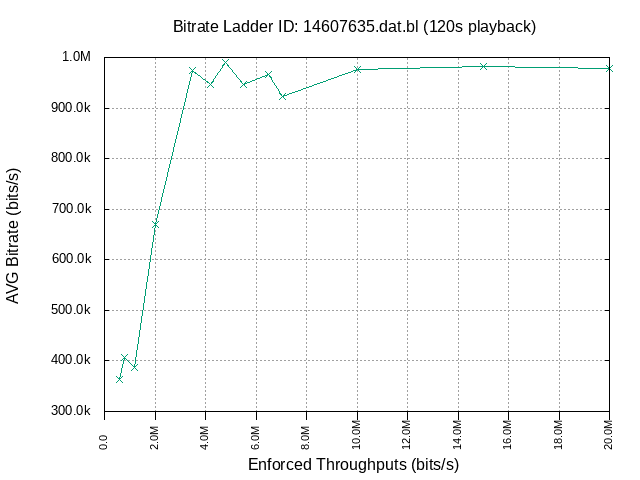 Bitrate Ladder ID: 14607635.dat.bl (120s playback)
1.0M
900.0k
800.0k
700.0k
600.0k
500.0k
400.0k
300.0k
AVG Bitrate (bits/s)
0.0 2.0M 4.0M 6.0M 8.0M 10.0M 12.0M 14.0M 16.0M 18.0M 20.0M
Enforced Throughputs (bits/s)